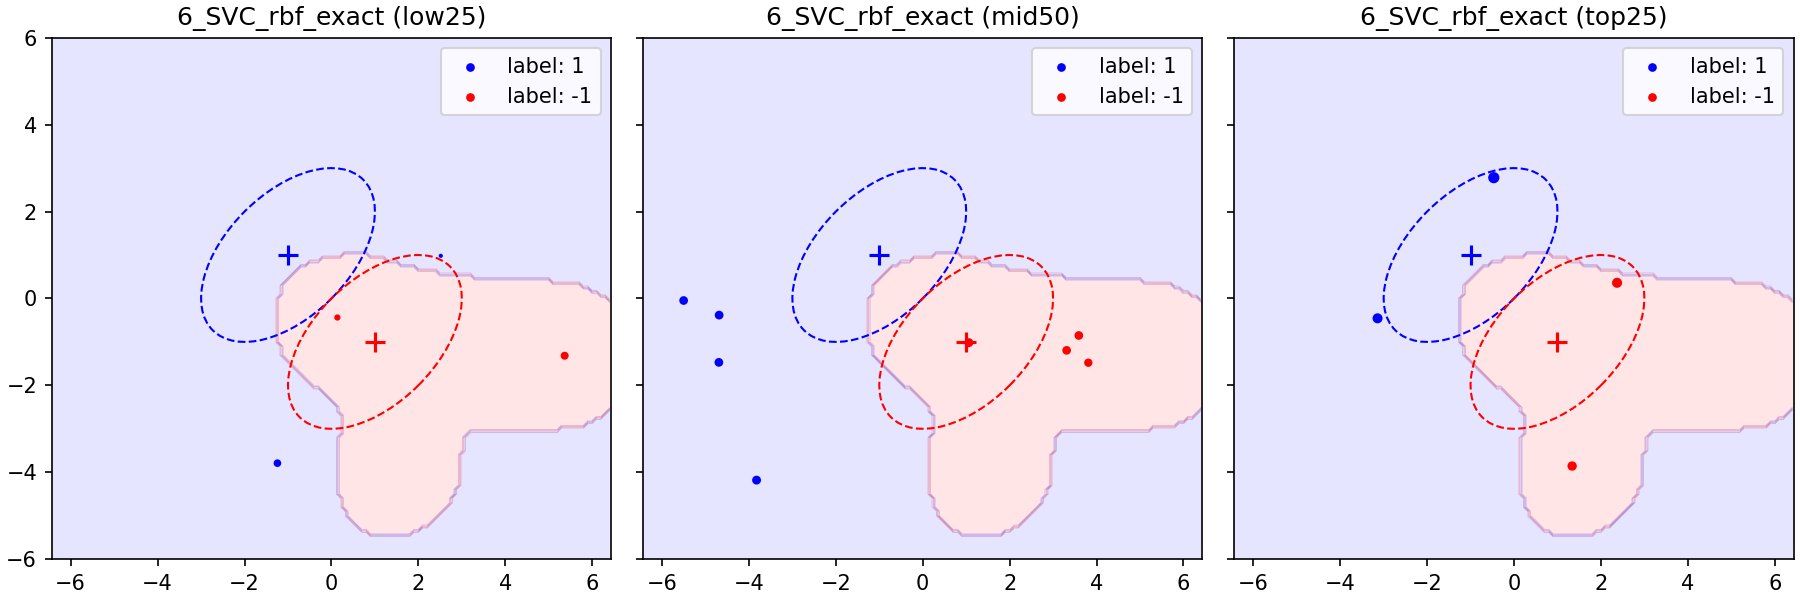 6_SVC_rbf_exact (low25)
6_SVC_rbf_exact (mid50)
6_SVC_rbf_exact (top25)
label: 1
label: -1
label: 1
label: -1
label: 1
label: -1
6
4
2
0
−2
−4
−6
−6 −4 −2 0 2 4 6
−6 −4 −2 0 2 4 6
−6 −4 −2 0 2 4 6